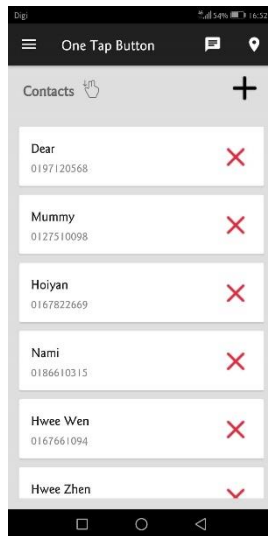 Digi 54% 16:52
One Tap Button
Contacts
Dear
0197120568
Mummy
0127510098
Hoiyan
0167822669
Nami
0186610315
Hwee Wen
0167661094
Hwee Zhen